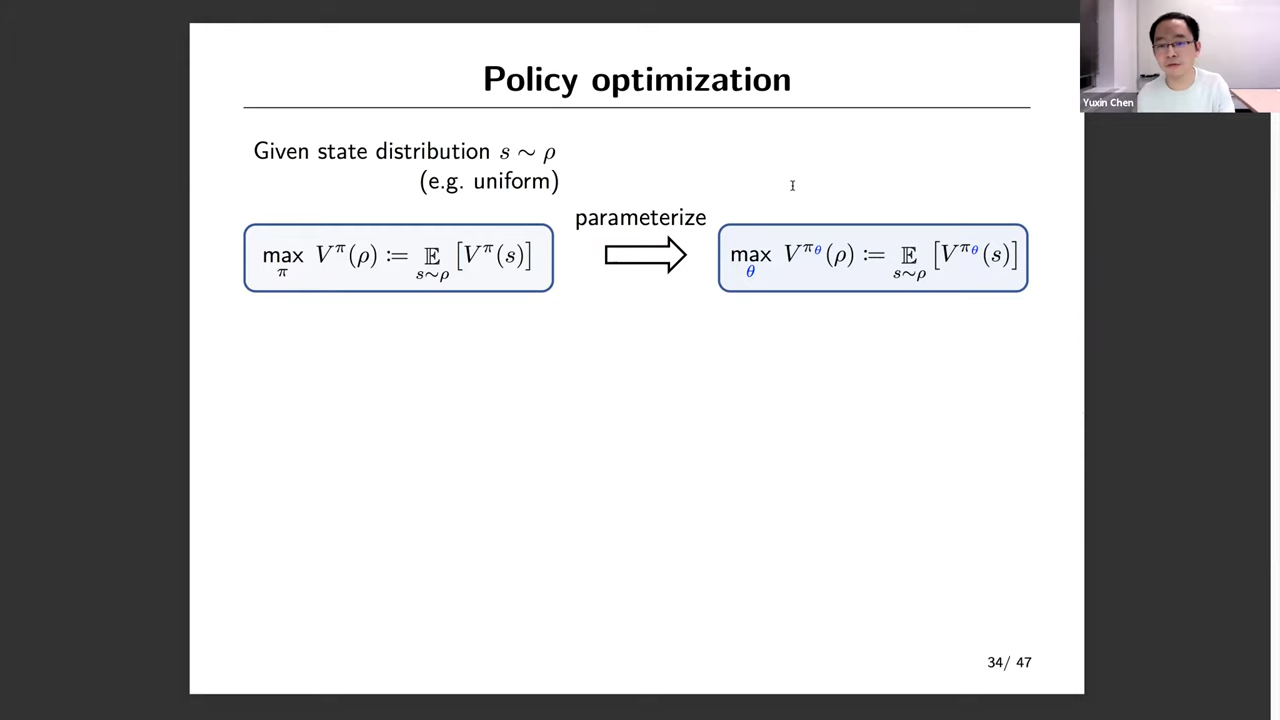 Policy optimization
Yuxin Chen
Given state distribution s ∼ ρ
(e.g. uniform)
parameterize
max_π V^π(ρ) := 𝔼_{s∼ρ} [V^π(s)]
max_θ V^{π_θ}(ρ) := 𝔼_{s∼ρ} [V^{π_θ}(s)]
34/ 47